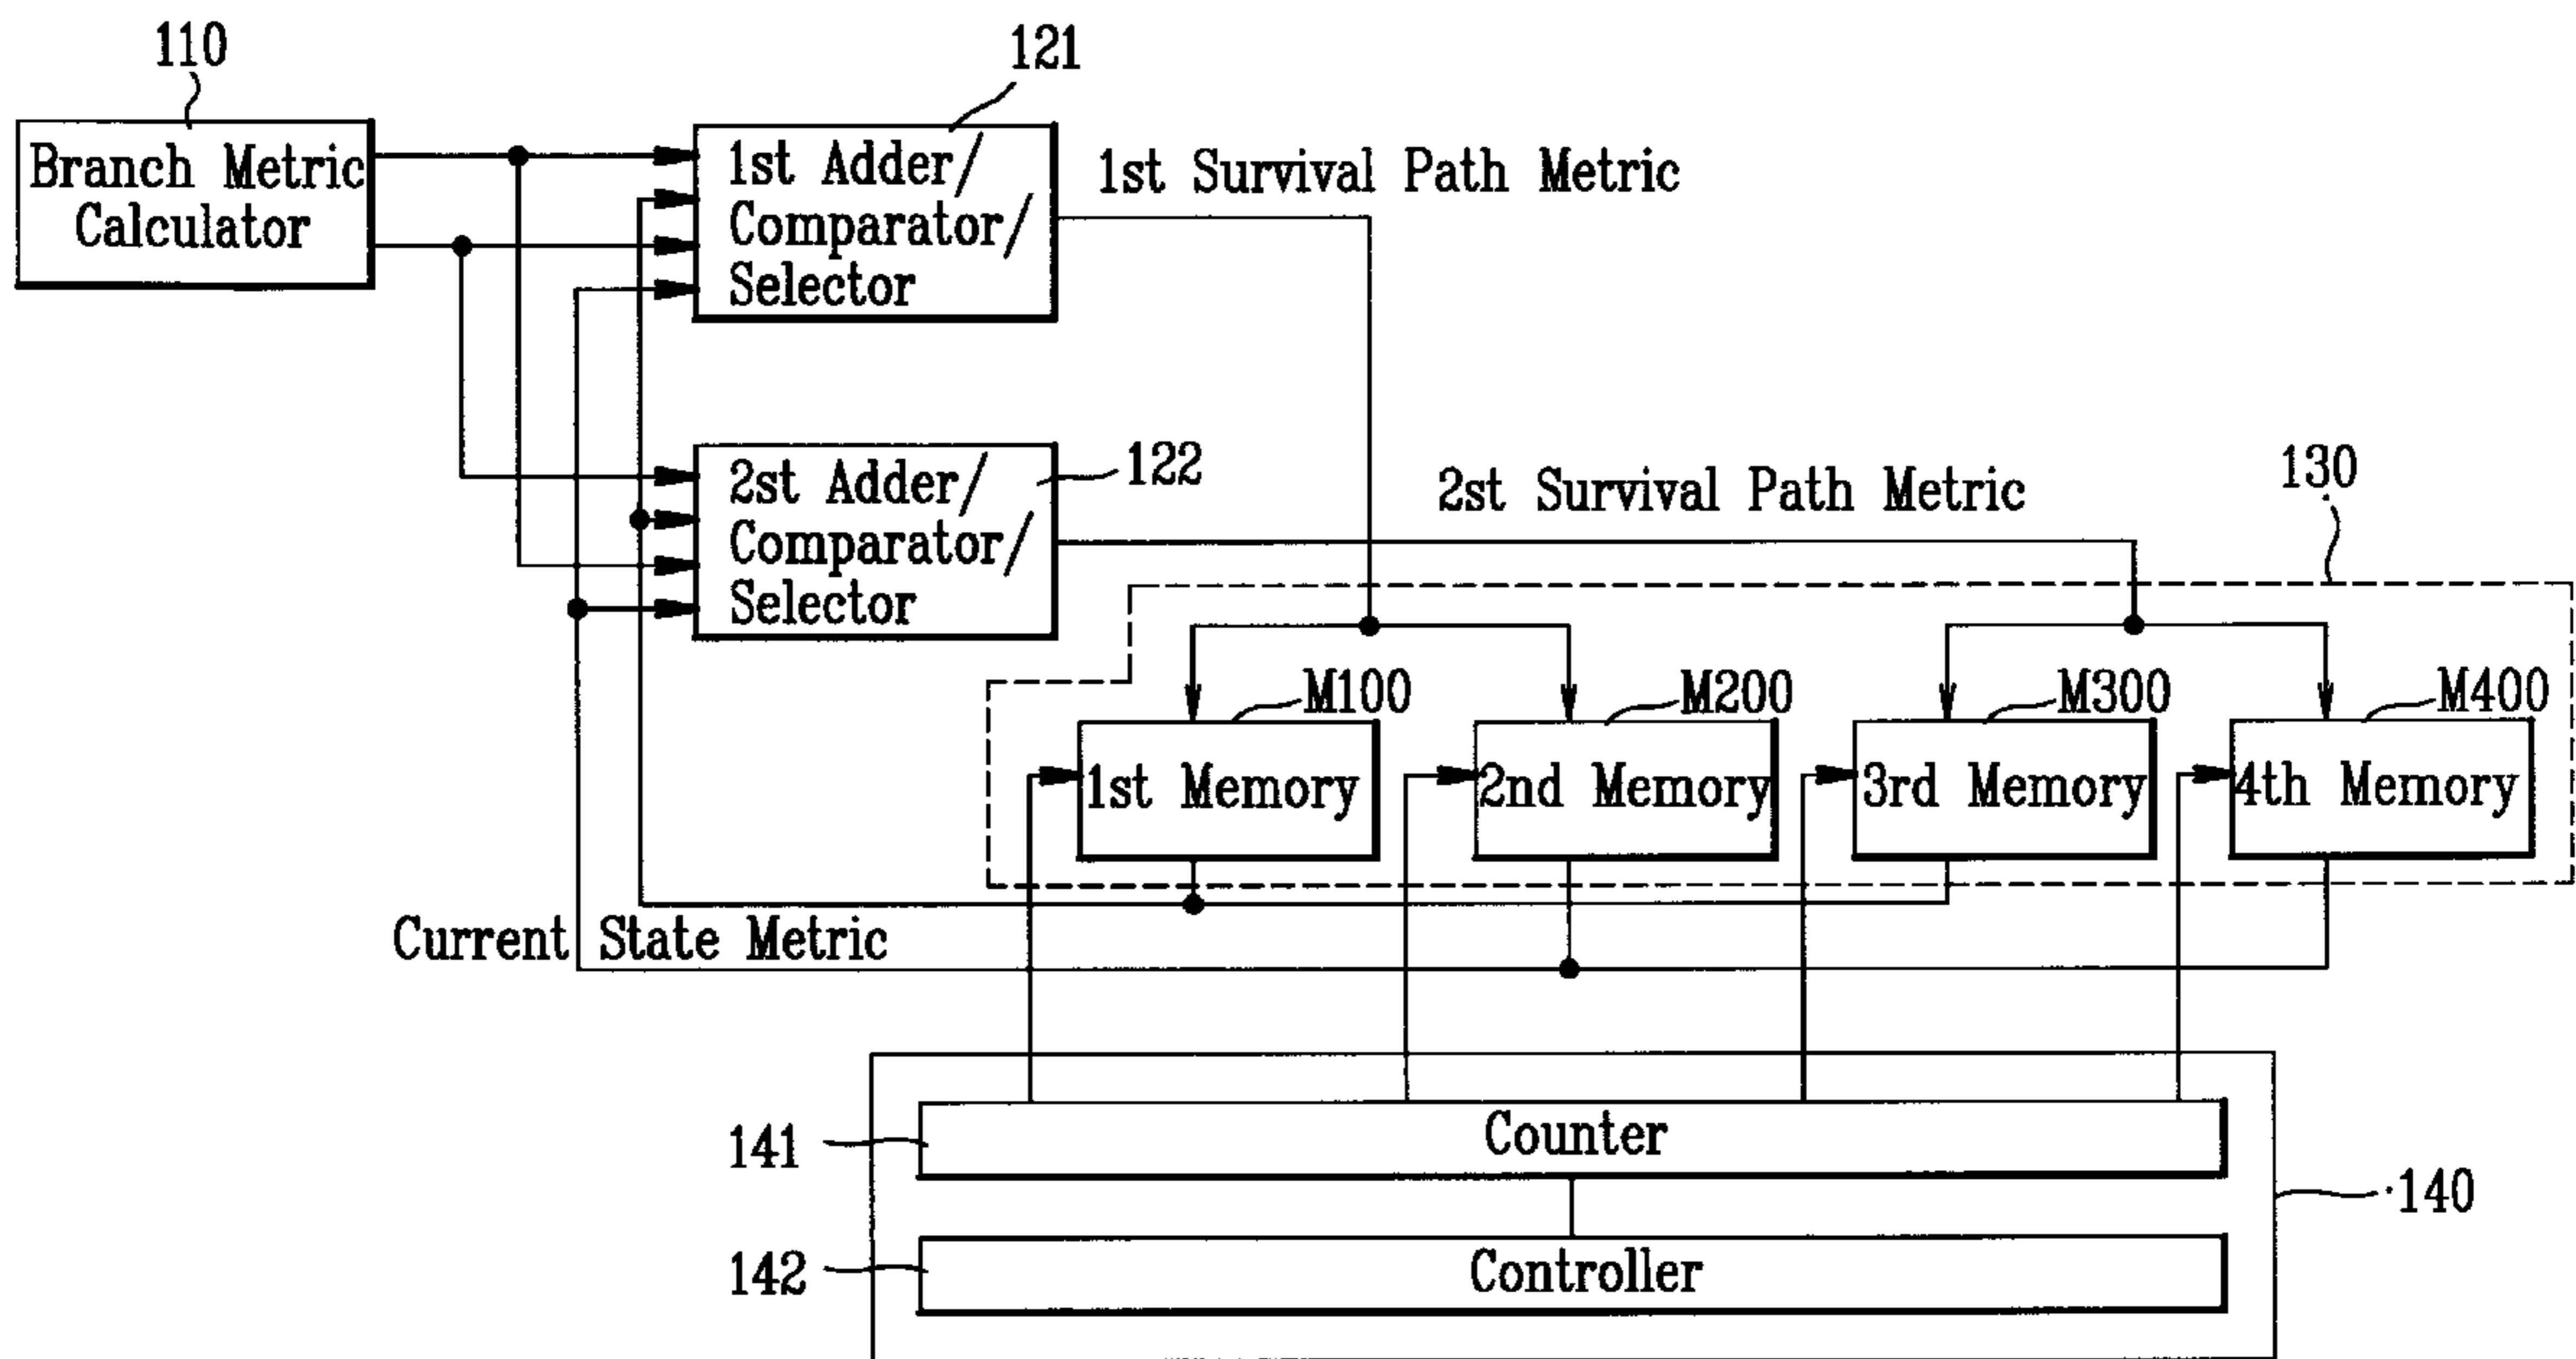 110
121
Branch Metric
Calculator
1st Adder/
Comparator/
Selector
1st Survival Path Metric
2st Adder/
Comparator/
Selector
122
2st Survival Path Metric
130
M100
M200
M300
M400
1st Memory
2nd Memory
3rd Memory
4th Memory
Current State Metric
141
Counter
140
142
Controller